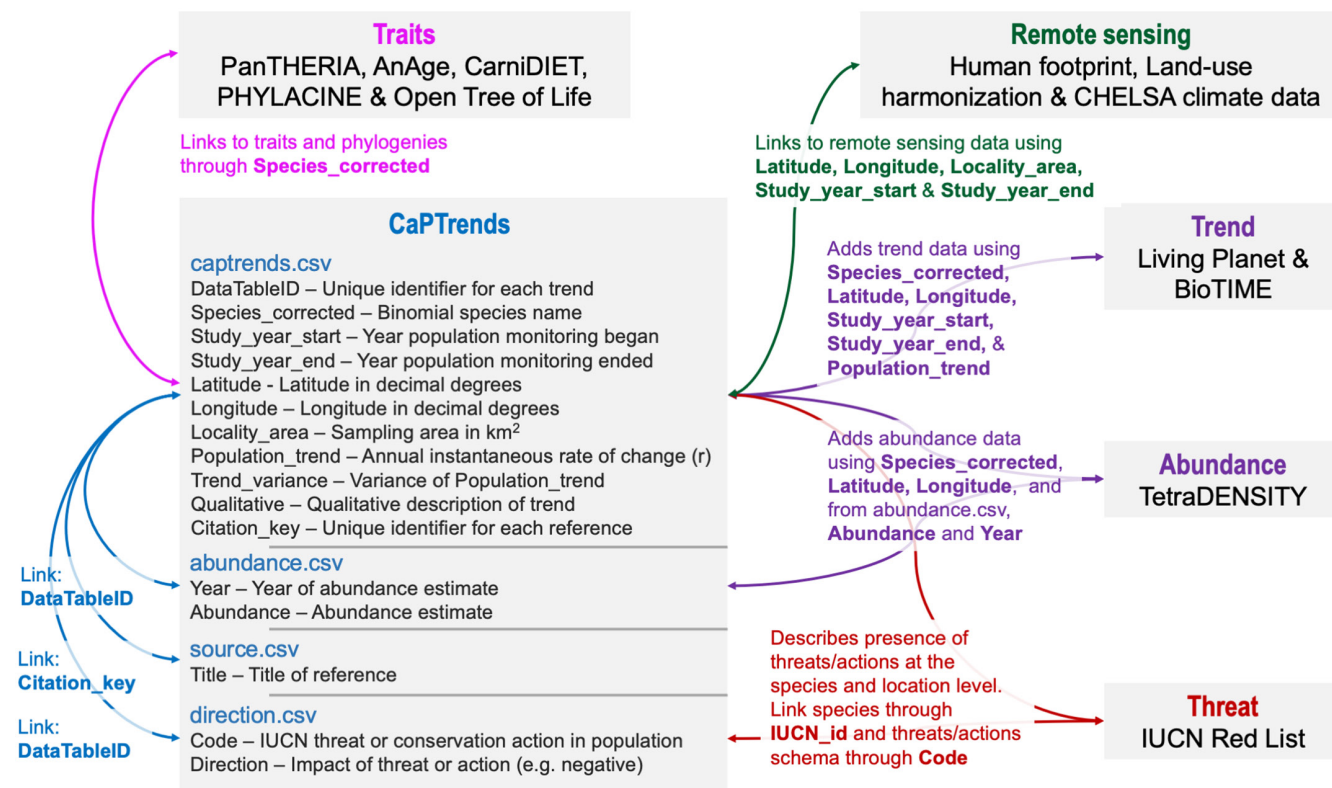 Traits
PanTHERIA, AnAge, CarniDIET,
PHYLACINE & Open Tree of Life
Remote sensing
Human footprint, Land-use
harmonization & CHELSA climate data
Links to traits and phylogenies
through Species_corrected
Links to remote sensing data using
Latitude, Longitude, Locality_area,
Study_year_start & Study_year_end
CaPTrends
captrends.csv
DataTableID – Unique identifier for each trend
Species_corrected – Binomial species name
Study_year_start – Year population monitoring began
Study_year_end – Year population monitoring ended
Latitude - Latitude in decimal degrees
Longitude – Longitude in decimal degrees
Locality_area – Sampling area in km²
Population_trend – Annual instantaneous rate of change (r)
Trend_variance – Variance of Population_trend
Qualitative – Qualitative description of trend
Citation_key – Unique identifier for each reference
abundance.csv
Year – Year of abundance estimate
Abundance – Abundance estimate
source.csv
Title – Title of reference
direction.csv
Code – IUCN threat or conservation action in population
Direction – Impact of threat or action (e.g. negative)
Link:
DataTableID
Link:
Citation_key
Link:
DataTableID
Adds trend data using
Species_corrected,
Latitude, Longitude,
Study_year_start,
Study_year_end, &
Population_trend
Trend
Living Planet &
BioTIME
Adds abundance data
using Species_corrected,
Latitude, Longitude, and
from abundance.csv,
Abundance and Year
Abundance
TetraDENSITY
Describes presence of
threats/actions at the
species and location level.
Link species through
IUCN_id and threats/actions
schema through Code
Threat
IUCN Red List